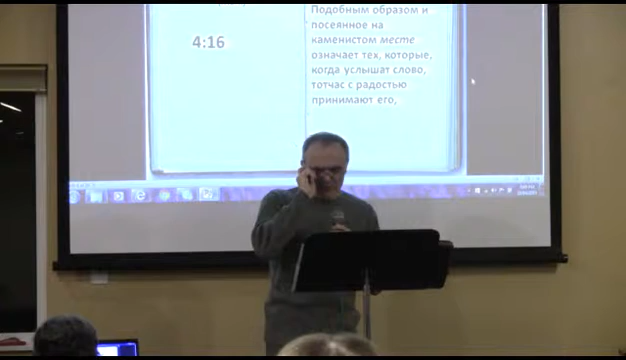 Подобным образом и
посеянное на
4:16
каменистом месте
означает тех, которые,
когда услышат слово,
тотчас с радостью
принимают его,